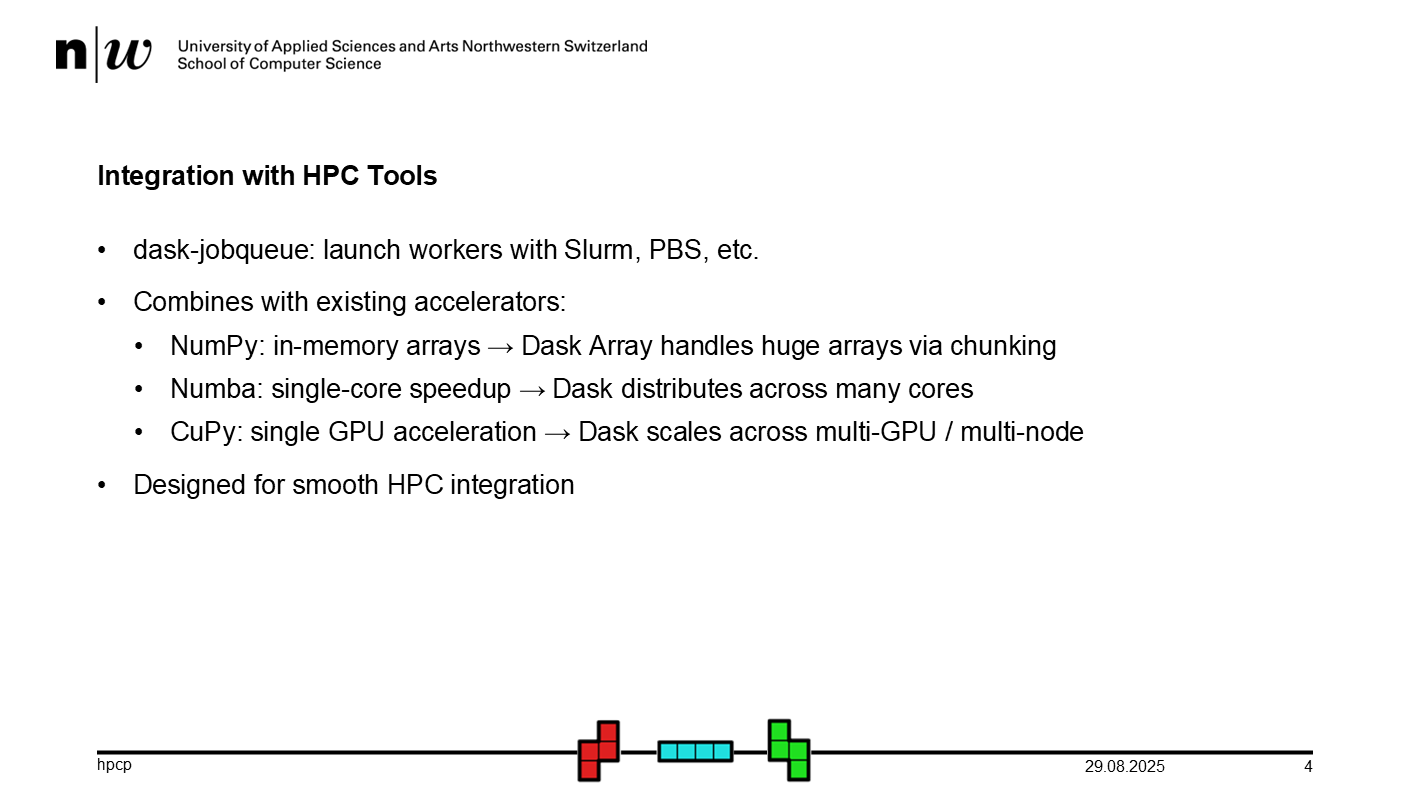 n|w
University of Applied Sciences and Arts Northwestern Switzerland
School of Computer Science
Integration with HPC Tools
• dask-jobqueue: launch workers with Slurm, PBS, etc.
• Combines with existing accelerators:
• NumPy: in-memory arrays → Dask Array handles huge arrays via chunking
• Numba: single-core speedup → Dask distributes across many cores
• CuPy: single GPU acceleration → Dask scales across multi-GPU / multi-node
• Designed for smooth HPC integration
hpcp
29.08.2025
4